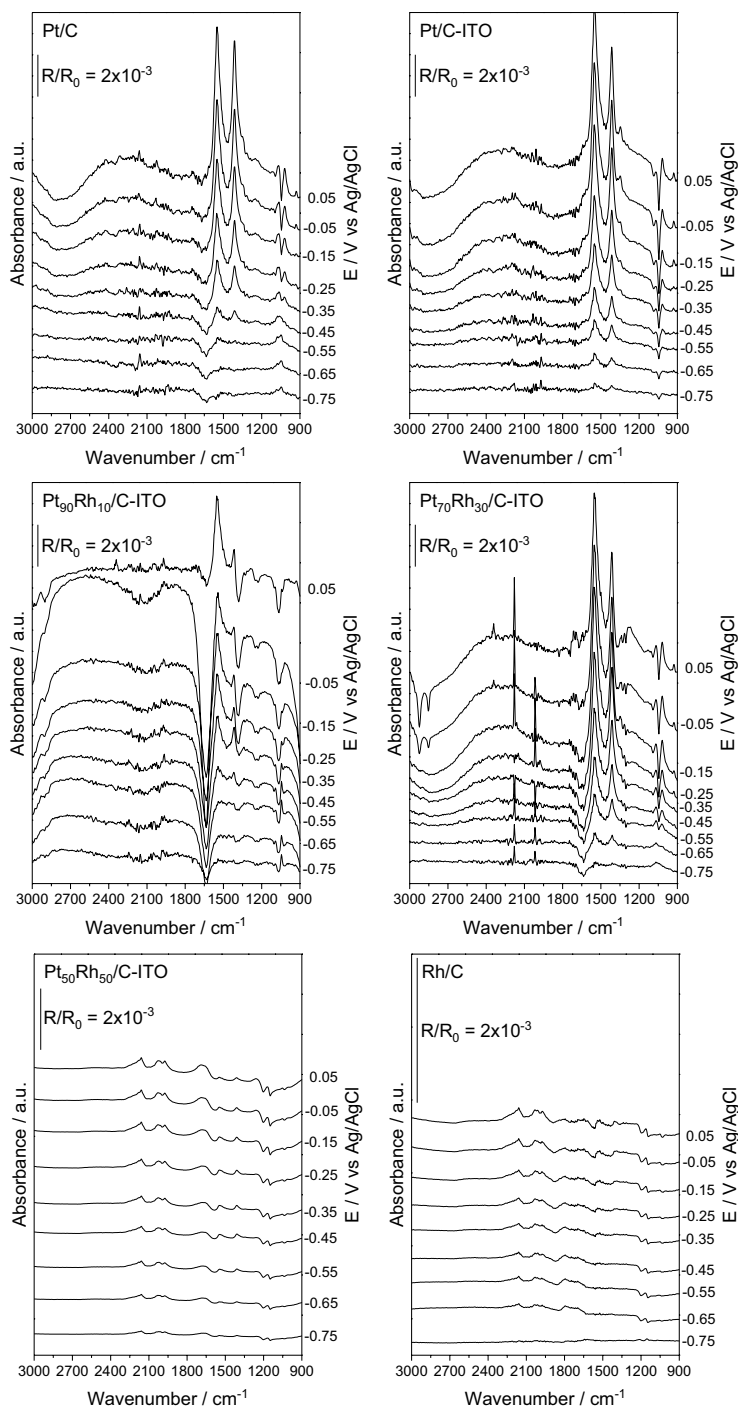 Pt/C
R/R₀ = 2x10⁻³
Absorbance / a.u.
0.05
-0.05
-0.15
-0.25
-0.35
-0.45
-0.55
-0.65
-0.75
E / V vs Ag/AgCl
3000 2700 2100 1800 1500 1200 900
Wavenumber / cm⁻¹
Pt/C-ITO
R/R₀ = 2x10⁻³
Absorbance / a.u.
0.05
-0.05
-0.15
-0.25
-0.35
-0.45
-0.55
-0.65
-0.75
E / V vs Ag/AgCl
3000 2700 2100 1800 1500 1200 900
Wavenumber / cm⁻¹
Pt₉₀Rh₁₀/C-ITO
R/R₀ = 2x10⁻³
Absorbance / a.u.
0.05
-0.05
-0.15
-0.25
-0.35
-0.45
-0.55
-0.65
-0.75
E / V vs Ag/AgCl
3000 2700 2100 1800 1500 1200 900
Wavenumber / cm⁻¹
Pt₇₀Rh₃₀/C-ITO
R/R₀ = 2x10⁻³
Absorbance / a.u.
0.05
-0.05
-0.15
-0.25
-0.35
-0.45
-0.55
-0.65
-0.75
E / V vs Ag/AgCl
3000 2700 2100 1800 1500 1200 900
Wavenumber / cm⁻¹
Pt₅₀Rh₅₀/C-ITO
R/R₀ = 2x10⁻³
Absorbance / a.u.
0.05
-0.05
-0.15
-0.25
-0.35
-0.45
-0.55
-0.65
-0.75
E / V vs Ag/AgCl
3000 2700 2100 1800 1500 1200 900
Wavenumber / cm⁻¹
Rh/C
R/R₀ = 2x10⁻³
Absorbance / a.u.
0.05
-0.05
-0.15
-0.25
-0.35
-0.45
-0.55
-0.65
-0.75
E / V vs Ag/AgCl
3000 2700 2100 1800 1500 1200 900
Wavenumber / cm⁻¹